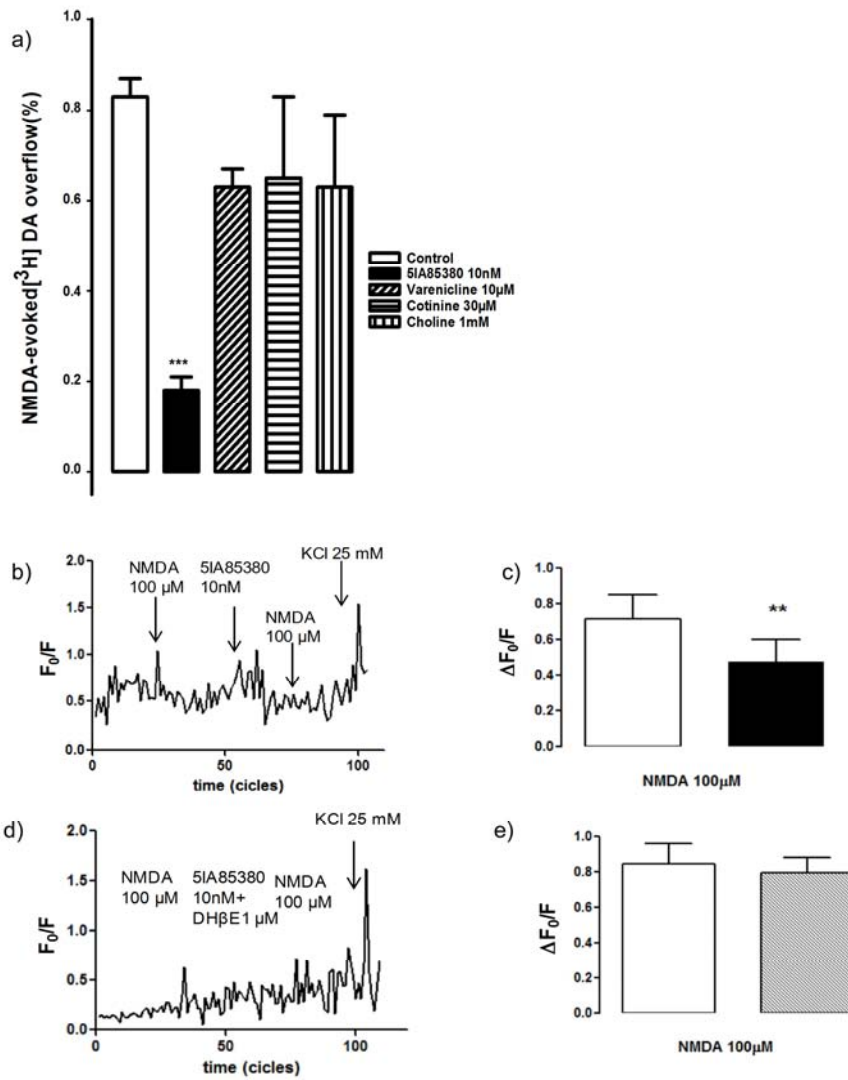 a)
1.0
0.8
0.6
0.4
0.2
0.0
NMDA-evoked[³H] DA overflow(%)
***
Control
5IA85380 10nM
Varenicline 10µM
Cotinine 30µM
Choline 1mM
b)
2.0
1.5
1.0
0.5
0.0
F₀/F
NMDA
100 µM
5IA85380
10nM
NMDA
100 µM
KCl 25 mM
0
50
100
time (cicles)
c)
0.8
0.6
0.4
0.2
0.0
ΔF₀/F
**
NMDA 100µM
d)
2.0
1.5
1.0
0.5
0.0
F₀/F
NMDA
100 µM
5IA85380
10nM+
DHβE1 µM
NMDA
100 µM
KCl 25 mM
0
50
100
time (cicles)
e)
1.0
0.8
0.6
0.4
0.2
0.0
ΔF₀/F
NMDA 100µM